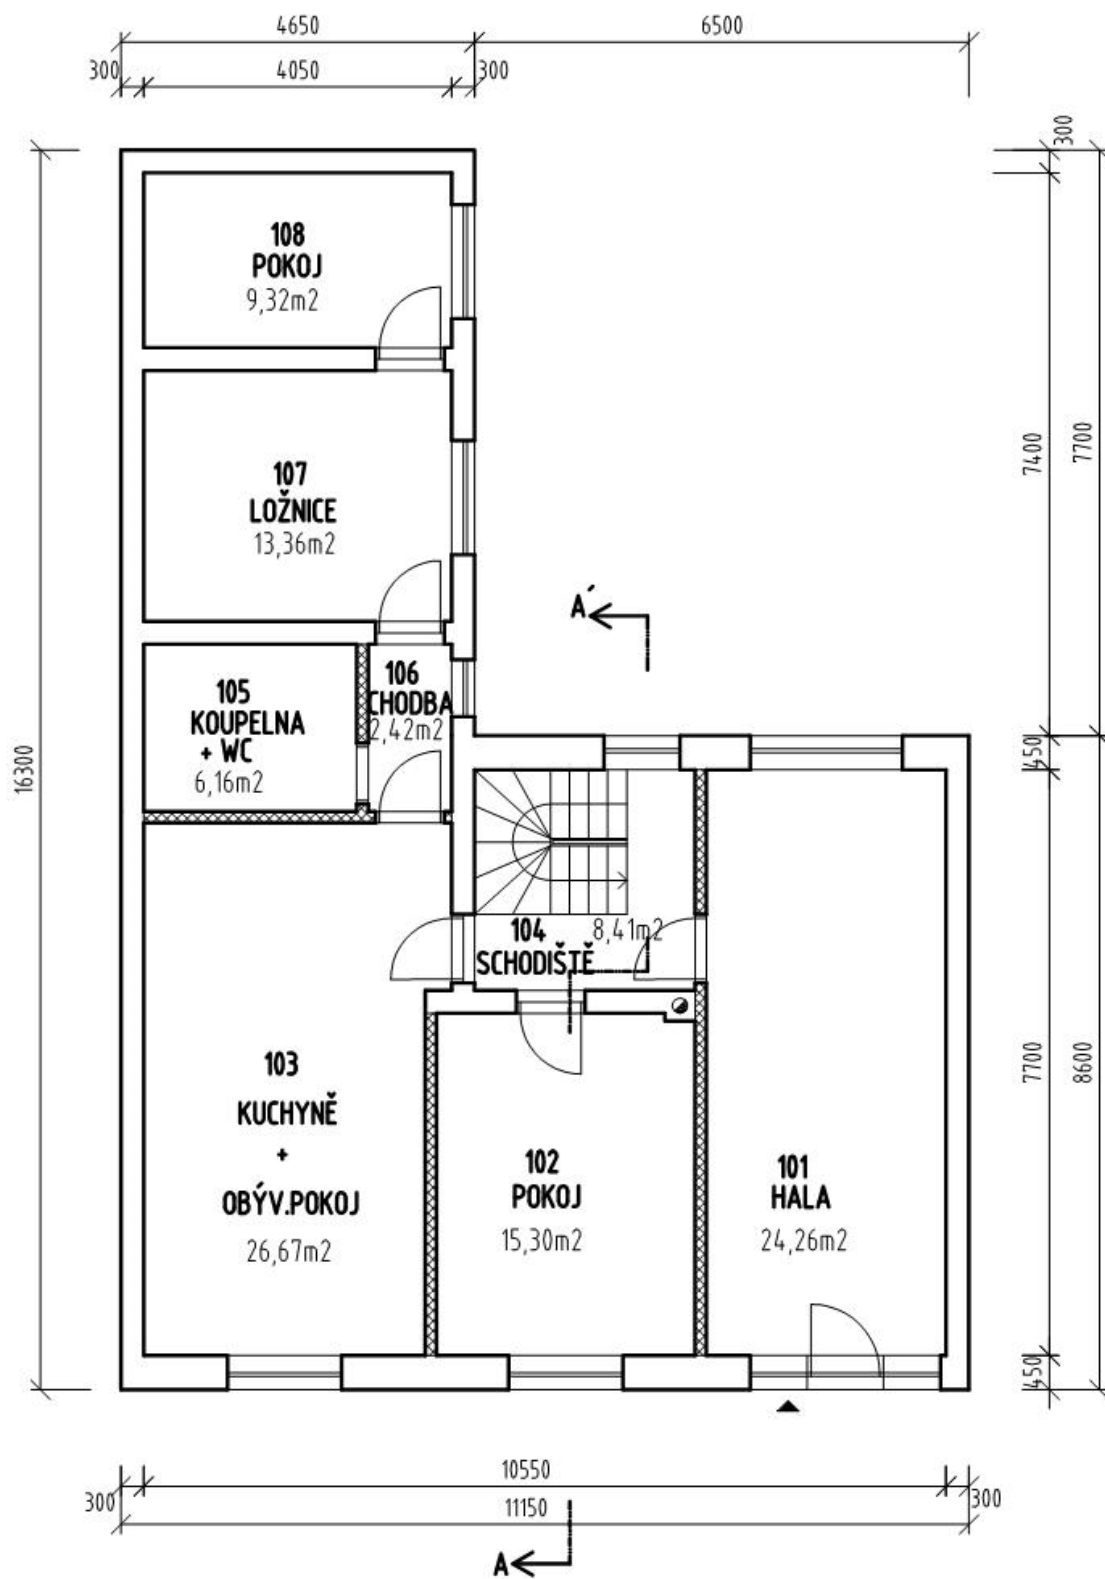 4650
6500
300
4050
300
300
108
POKOJ
9,32m2
107
LOŽNICE
13,36m2
7400
7700
A´
106
CHODBA
2,42m2
105
KOUPELNA
+ WC
6,16m2
16300
450
104
8,41m2
SCHODIŠTĚ
103
KUCHYNĚ
+
OBÝV.POKOJ
26,67m2
102
POKOJ
15,30m2
101
HALA
24,26m2
7700
8600
450
10550
300
11150
300
A